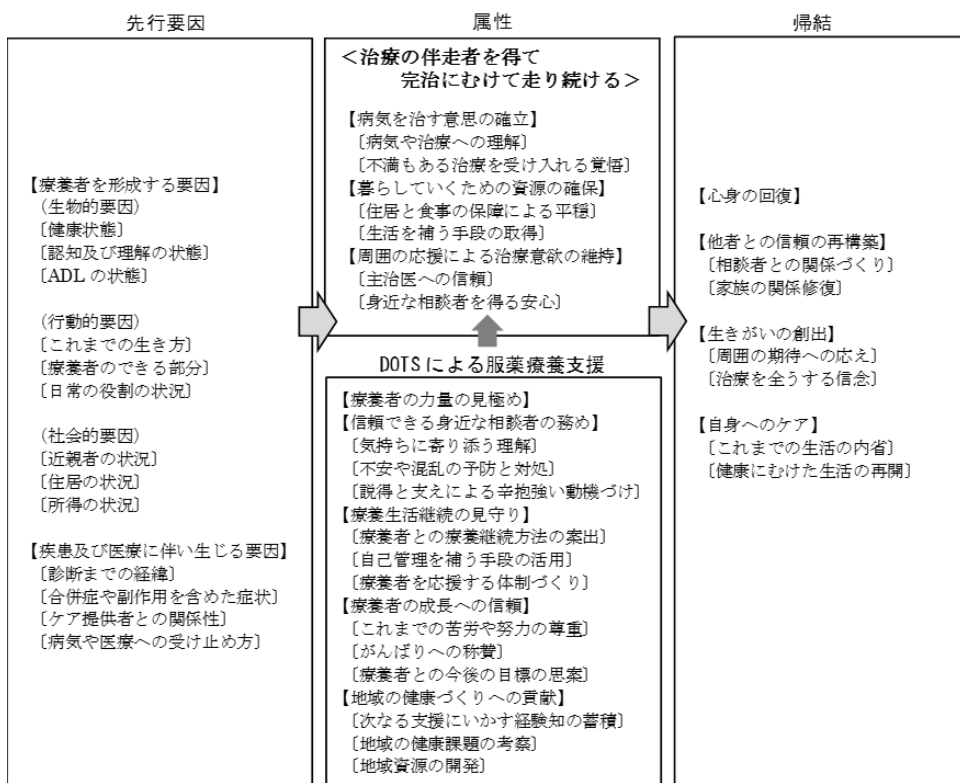 先行要因
【療養者を形成する要因】
(生物的要因)
〔健康状態〕
〔認知及び理解の状態〕
〔ADLの状態〕
(行動的要因)
〔これまでの生き方〕
〔療養者のできる部分〕
〔日常の役割の状況〕
(社会的要因)
〔近親者の状況〕
〔住居の状況〕
〔所得の状況〕
【疾患及び医療に伴い生じる要因】
〔診断までの経緯〕
〔合併症や副作用を含めた症状〕
〔ケア提供者との関係性〕
〔病気や医療への受け止め方〕
属性
<治療の伴走者を得て
完治にむけて走り続ける>
【病気を治す意思の確立】
〔病気や治療への理解〕
〔不満もある治療を受け入れる覚悟〕
【暮らしていくための資源の確保】
〔住居と食事の保障による平穏〕
〔生活を補う手段の取得〕
【周囲の応援による治療意欲の維持】
〔主治医への信頼〕
〔身近な相談者を得る安心〕
DOTSによる服薬療養支援
【療養者の力量の見極め】
【信頼できる身近な相談者の務め】
〔気持ちに寄り添う理解〕
〔不安や混乱の予防と対処〕
〔説得と支えによる辛抱強い動機づけ〕
【療養生活継続の見守り】
〔療養者との療養継続方法の案出〕
〔自己管理を補う手段の活用〕
〔療養者を応援する体制づくり〕
【療養者の成長への信頼】
〔これまでの苦労や努力の尊重〕
〔がんばりへの称賛〕
〔療養者との今後の目標の思案〕
【地域の健康づくりへの貢献】
〔次なる支援にいかす経験知の蓄積〕
〔地域の健康課題の考察〕
〔地域資源の開発〕
帰結
【心身の回復】
【他者との信頼の再構築】
〔相談者との関係づくり〕
〔家族の関係修復〕
【生きがいの創出】
〔周囲の期待への応え〕
〔治療を全うする信念〕
【自身へのケア】
〔これまでの生活の内省〕
〔健康にむけた生活の再開〕